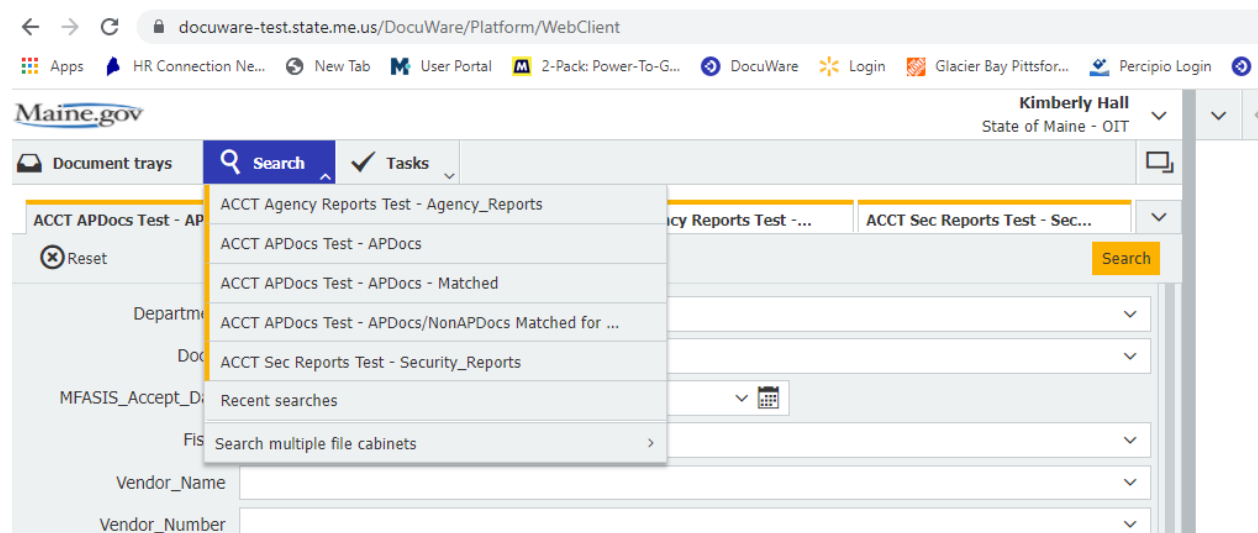 docuware-test.state.me.us/DocuWare/Platform/WebClient
Apps HR Connection Ne... New Tab User Portal 2-Pack: Power-To-G... DocuWare Login Glacier Bay Pittsfor... Percipio Login
Maine.gov
Kimberly Hall
State of Maine - OIT
Document trays Search Tasks
ACCT Agency Reports Test - Agency_Reports
ACCT APDocs Test - APDocs
ACCT APDocs Test - APDocs - Matched
ACCT APDocs Test - APDocs/NonAPDocs Matched for ...
ACCT Sec Reports Test - Security_Reports
Recent searches
Search multiple file cabinets
ACCT APDocs Test - AP
cy Reports Test -...
ACCT Sec Reports Test - Sec...
Reset
Search
Departme
Doc
MFASIS_Accept_Da
Fis
Vendor_Name
Vendor_Number